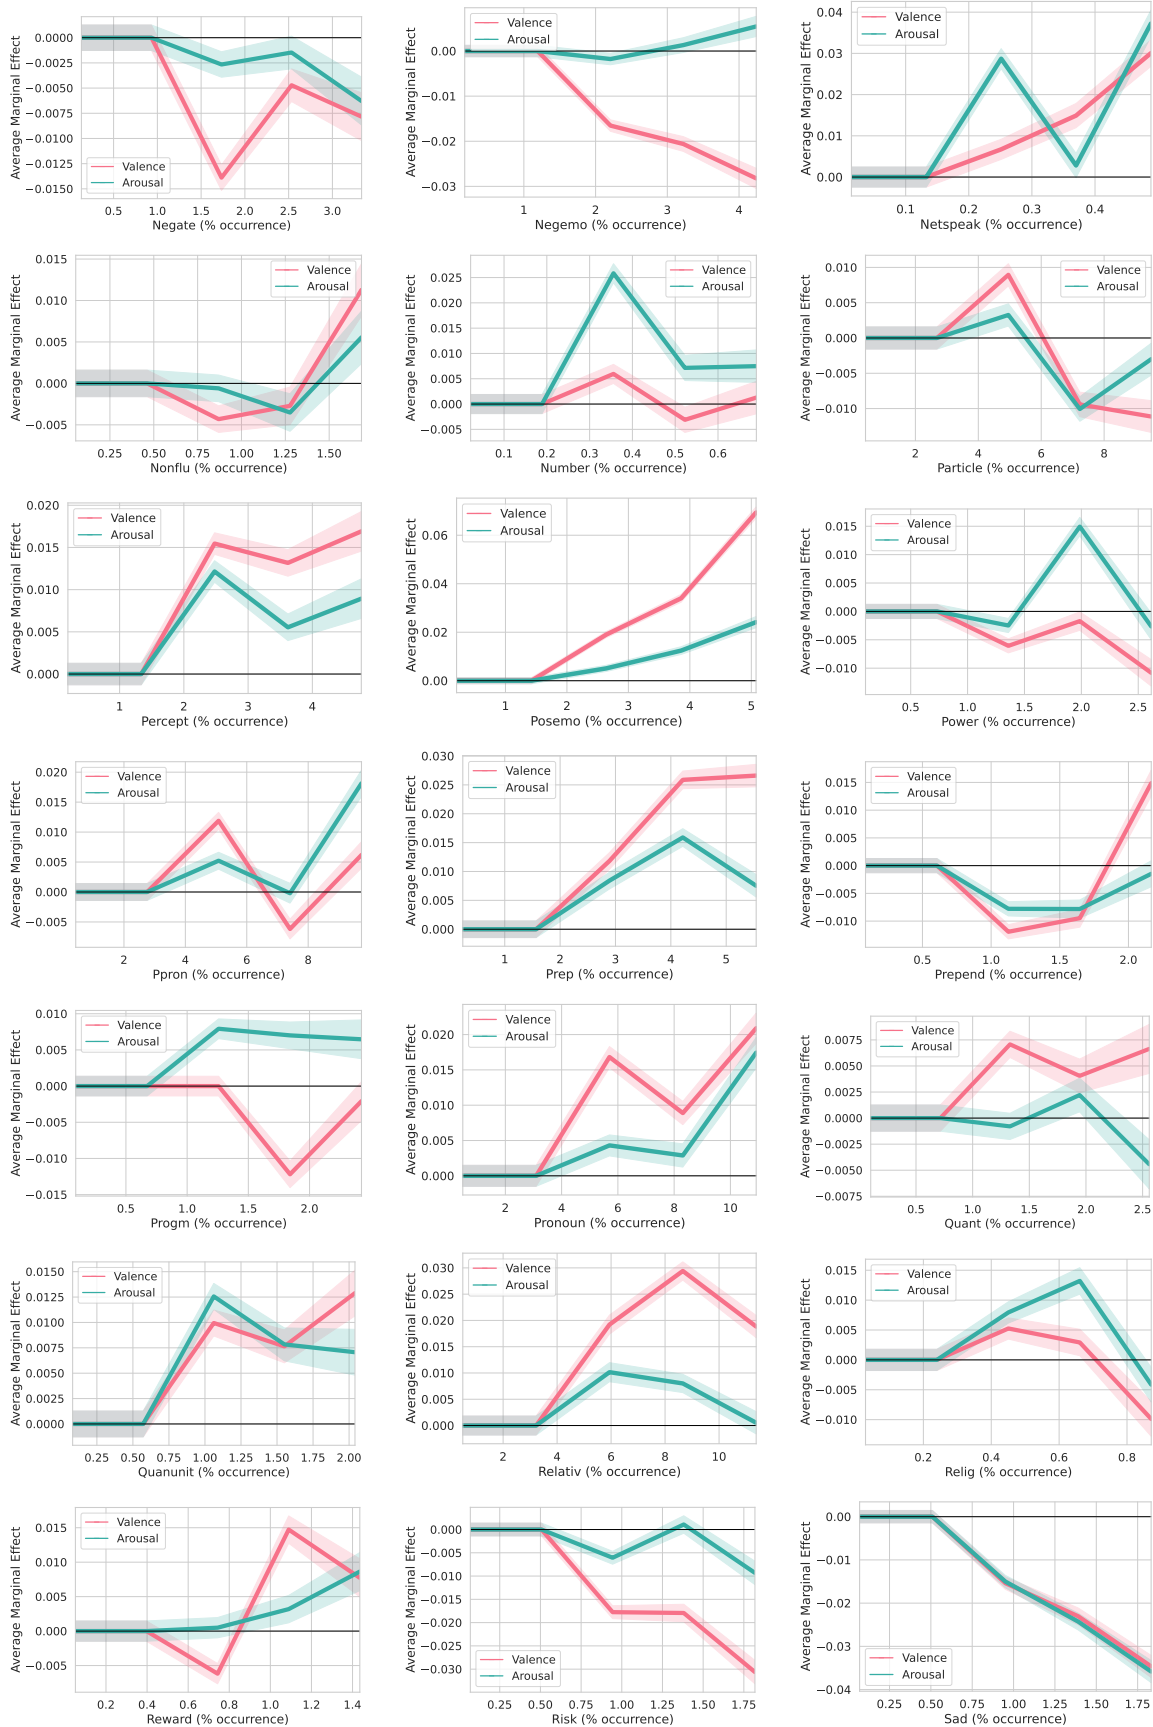 Average Marginal Effect
0.0000
−0.0025
−0.0050
−0.0075
−0.0100
−0.0125
−0.0150
Valence
Arousal
0.5 1.0 1.5 2.0 2.5 3.0
Negate (% occurrence)
Average Marginal Effect
0.00
−0.01
−0.02
−0.03
Valence
Arousal
1 2 3 4
Negemo (% occurrence)
Average Marginal Effect
0.04
0.03
0.02
0.01
0.00
Valence
Arousal
0.1 0.2 0.3 0.4
Netspeak (% occurrence)
Average Marginal Effect
0.015
0.010
0.005
0.000
−0.005
Valence
Arousal
0.25 0.50 0.75 1.00 1.25 1.50
Nonflu (% occurrence)
Average Marginal Effect
0.025
0.020
0.015
0.010
0.005
0.000
−0.005
Valence
Arousal
0.1 0.2 0.3 0.4 0.5 0.6
Number (% occurrence)
Average Marginal Effect
0.010
0.005
0.000
−0.005
−0.010
Valence
Arousal
2 4 6 8
Particle (% occurrence)
Average Marginal Effect
0.020
0.015
0.010
0.005
0.000
Valence
Arousal
1 2 3 4
Percept (% occurrence)
Average Marginal Effect
0.06
0.04
0.02
0.00
Valence
Arousal
1 2 3 4 5
Posemo (% occurrence)
Average Marginal Effect
0.015
0.010
0.005
0.000
−0.005
−0.010
Valence
Arousal
0.5 1.0 1.5 2.0 2.5
Power (% occurrence)
Average Marginal Effect
0.020
0.015
0.010
0.005
0.000
−0.005
Valence
Arousal
2 4 6 8
Ppron (% occurrence)
Average Marginal Effect
0.030
0.025
0.020
0.015
0.010
0.005
0.000
Valence
Arousal
1 2 3 4 5
Prep (% occurrence)
Average Marginal Effect
0.015
0.010
0.005
0.000
−0.005
−0.010
Valence
Arousal
0.5 1.0 1.5 2.0
Prepend (% occurrence)
Average Marginal Effect
0.010
0.005
0.000
−0.005
−0.010
−0.015
Valence
Arousal
0.5 1.0 1.5 2.0
Progm (% occurrence)
Average Marginal Effect
0.020
0.015
0.010
0.005
0.000
Valence
Arousal
2 4 6 8 10
Pronoun (% occurrence)
Average Marginal Effect
0.0075
0.0050
0.0025
0.0000
−0.0025
−0.0050
−0.0075
Valence
Arousal
0.5 1.0 1.5 2.0 2.5
Quant (% occurrence)
Average Marginal Effect
0.0150
0.0125
0.0100
0.0075
0.0050
0.0025
0.0000
Valence
Arousal
0.25 0.50 0.75 1.00 1.25 1.50 1.75 2.00
Quanunit (% occurrence)
Average Marginal Effect
0.030
0.025
0.020
0.015
0.010
0.005
0.000
Valence
Arousal
2 4 6 8 10
Relativ (% occurrence)
Average Marginal Effect
0.015
0.010
0.005
0.000
−0.005
−0.010
Valence
Arousal
0.2 0.4 0.6 0.8
Relig (% occurrence)
Average Marginal Effect
0.015
0.010
0.005
0.000
−0.005
Valence
Arousal
0.2 0.4 0.6 0.8 1.0 1.2 1.4
Reward (% occurrence)
Average Marginal Effect
0.000
−0.005
−0.010
−0.015
−0.020
−0.025
−0.030
Valence
Arousal
0.25 0.50 0.75 1.00 1.25 1.50 1.75
Risk (% occurrence)
Average Marginal Effect
0.00
−0.01
−0.02
−0.03
−0.04
Valence
Arousal
0.25 0.50 0.75 1.00 1.25 1.50 1.75
Sad (% occurrence)